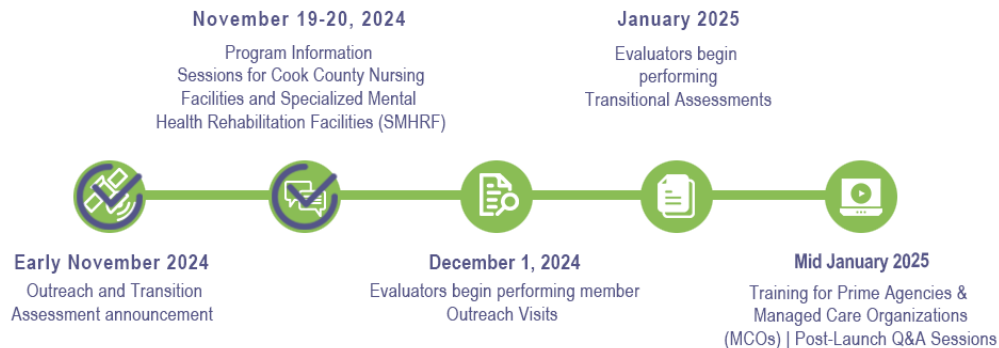 November 19-20, 2024
Program Information
Sessions for Cook County Nursing
Facilities and Specialized Mental
Health Rehabilitation Facilities (SMHRF)
January 2025
Evaluators begin
performing
Transitional Assessments
Early November 2024
Outreach and Transition
Assessment announcement
December 1, 2024
Evaluators begin performing member
Outreach Visits
Mid January 2025
Training for Prime Agencies &
Managed Care Organizations
(MCOs) | Post-Launch Q&A Sessions